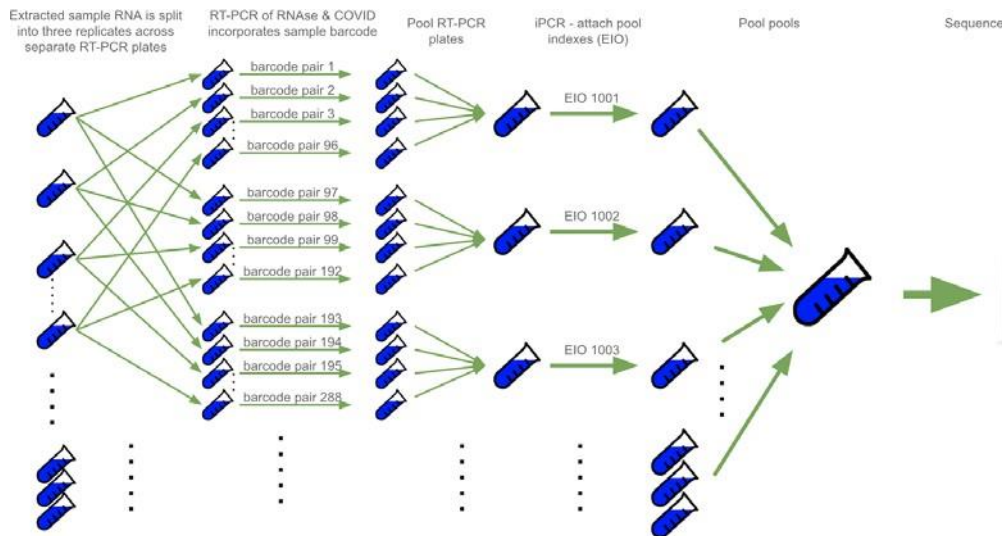 Extracted sample RNA is split
into three replicates across
separate RT-PCR plates
RT-PCR of RNAse & COVID
incorporates sample barcode
Pool RT-PCR
plates
iPCR - attach pool
indexes (EIO)
Pool pools
Sequence
barcode pair 1
barcode pair 2
barcode pair 3
barcode pair 96
EIO 1001
barcode pair 97
barcode pair 98
barcode pair 99
barcode pair 192
EIO 1002
barcode pair 193
barcode pair 194
barcode pair 195
barcode pair 288
EIO 1003